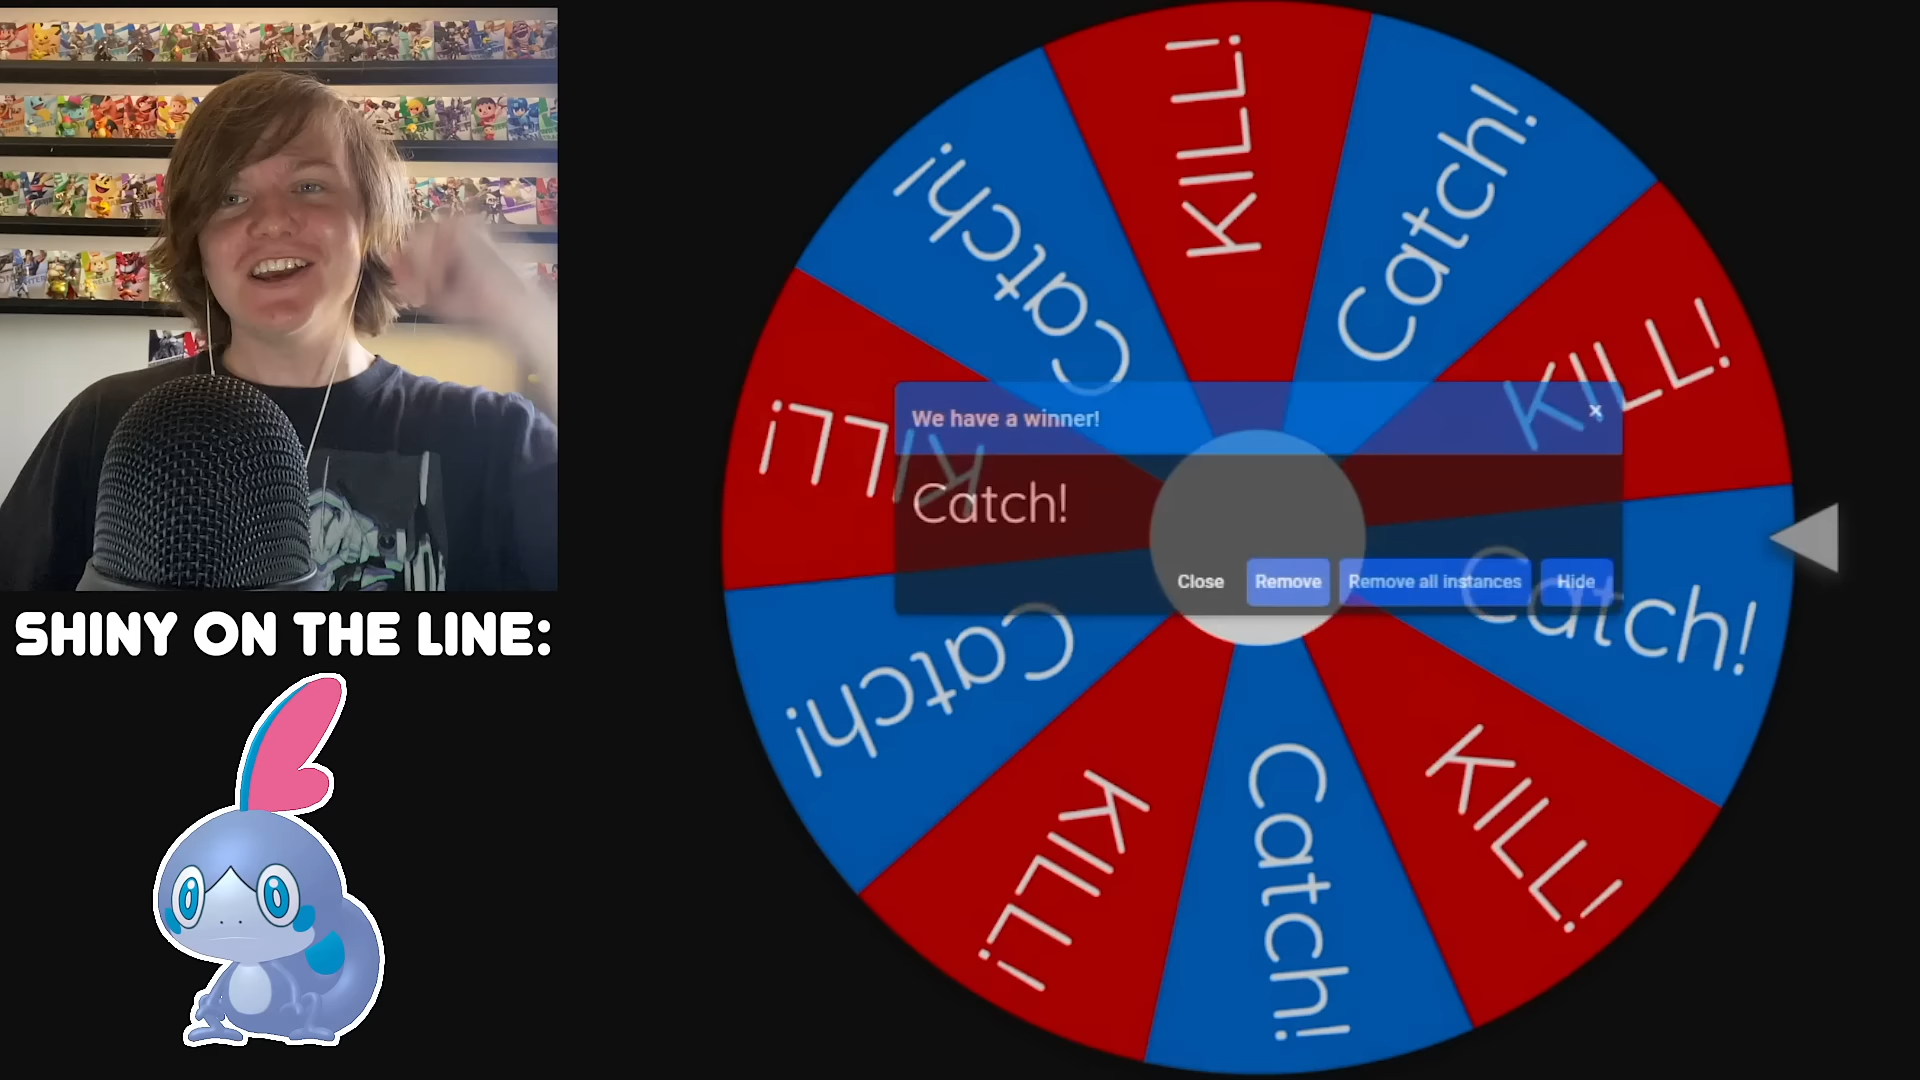 SHINY ON THE LINE:
KILL!
Catch!
KILL!
Catch!
KILL!
Catch!
KILL!
Catch!
KILL!
Catch!
We have a winner!
×
Catch!
Close
Remove
Remove all instances
Hide